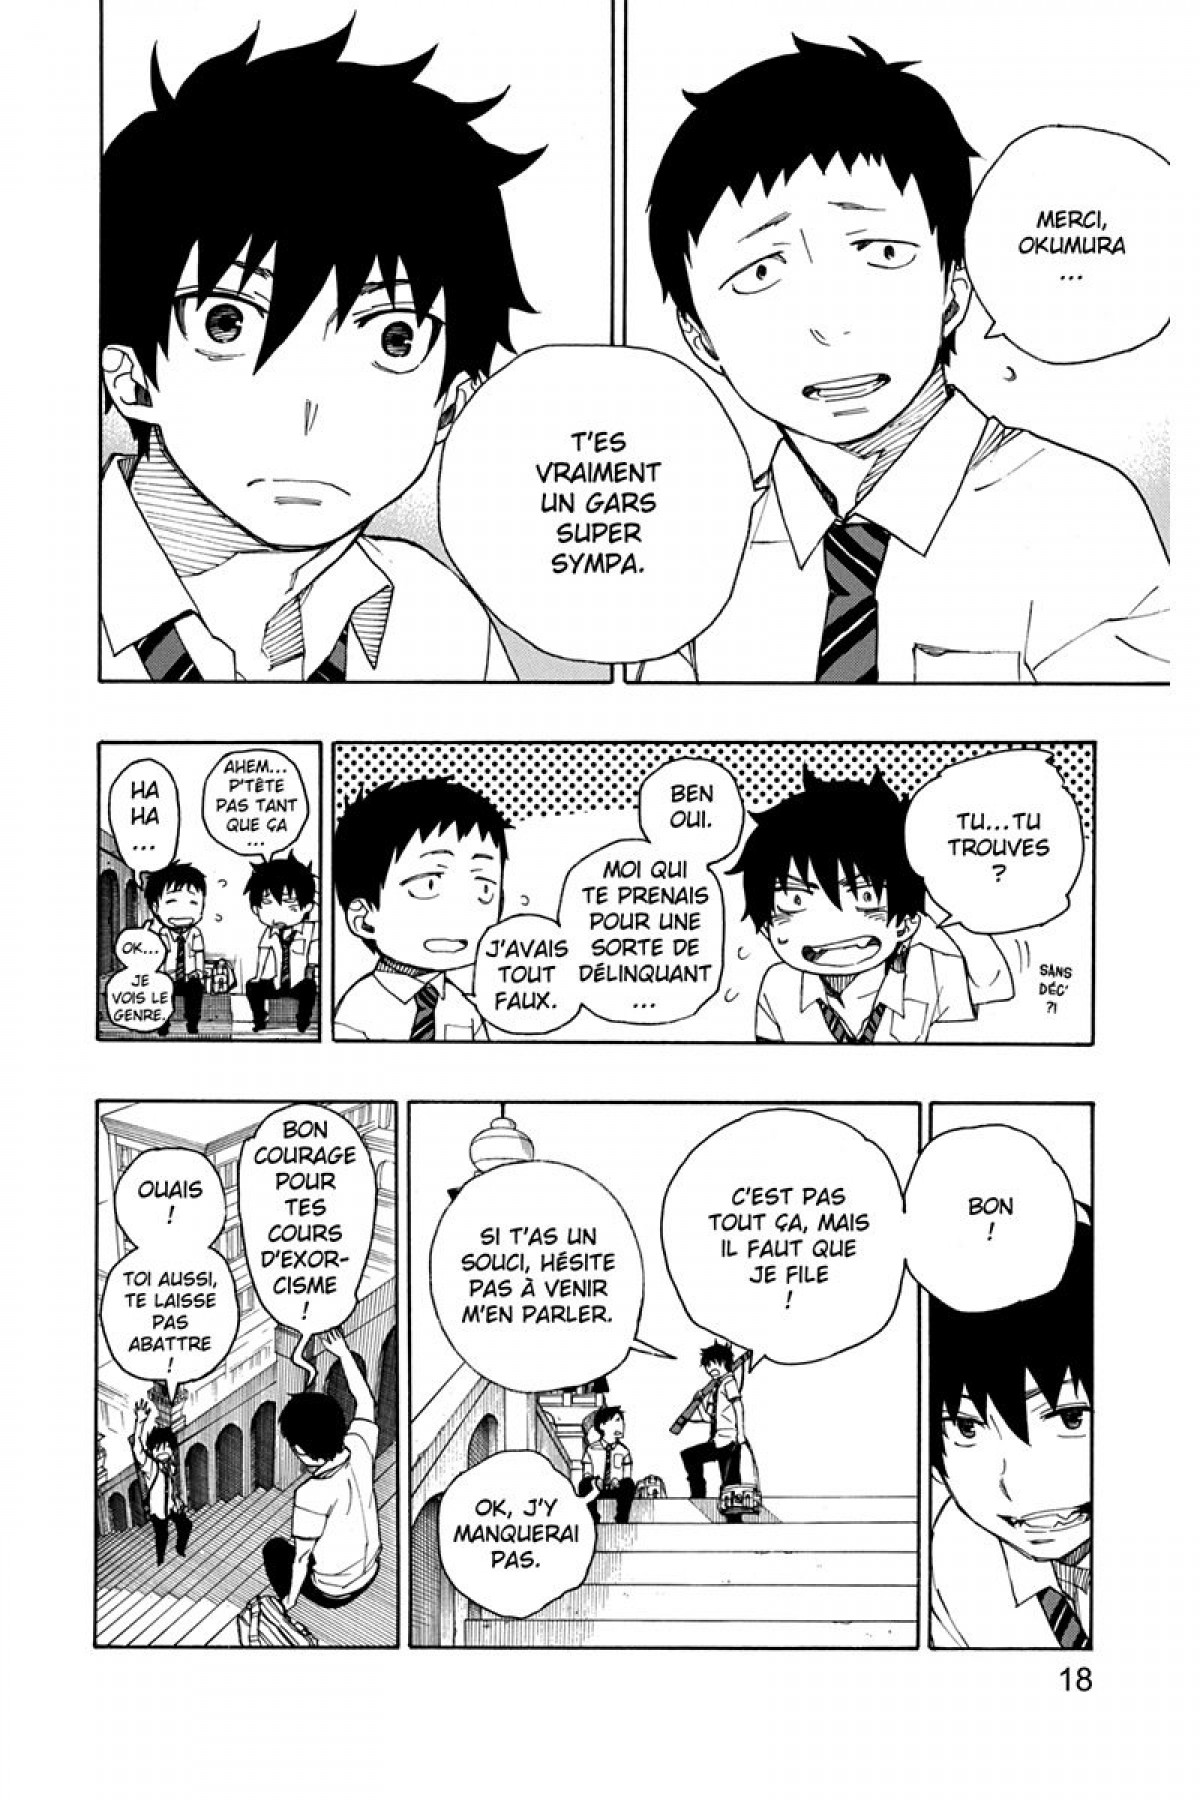 MERCI,
OKUMURA
...
T'ES
VRAIMENT
UN GARS
SUPER
SYMPA.
TU...TU
TROUVES
?
SANS
DÉC'
?!
BEN
OUI.
MOI QUI
TE PRENAIS
POUR UNE
SORTE DE
DÉLINQUANT
...
J'AVAIS
TOUT
FAUX.
AHEM...
P'TÊTE
PAS TANT
QUE ÇA
...
HA
HA
...
OK...
JE
VOIS LE
GENRE.
BON
!
C'EST PAS
TOUT ÇA, MAIS
IL FAUT QUE
JE FILE
!
SI T'AS UN
SOUCI, HÉSITE
PAS À VENIR
M'EN PARLER.
OK, J'Y
MANQUERAI
PAS.
BON
COURAGE
POUR
TES
COURS
D'EXOR-
CISME
!
OUAIS
!
TOI AUSSI,
TE LAISSE
PAS
ABATTRE
!
18